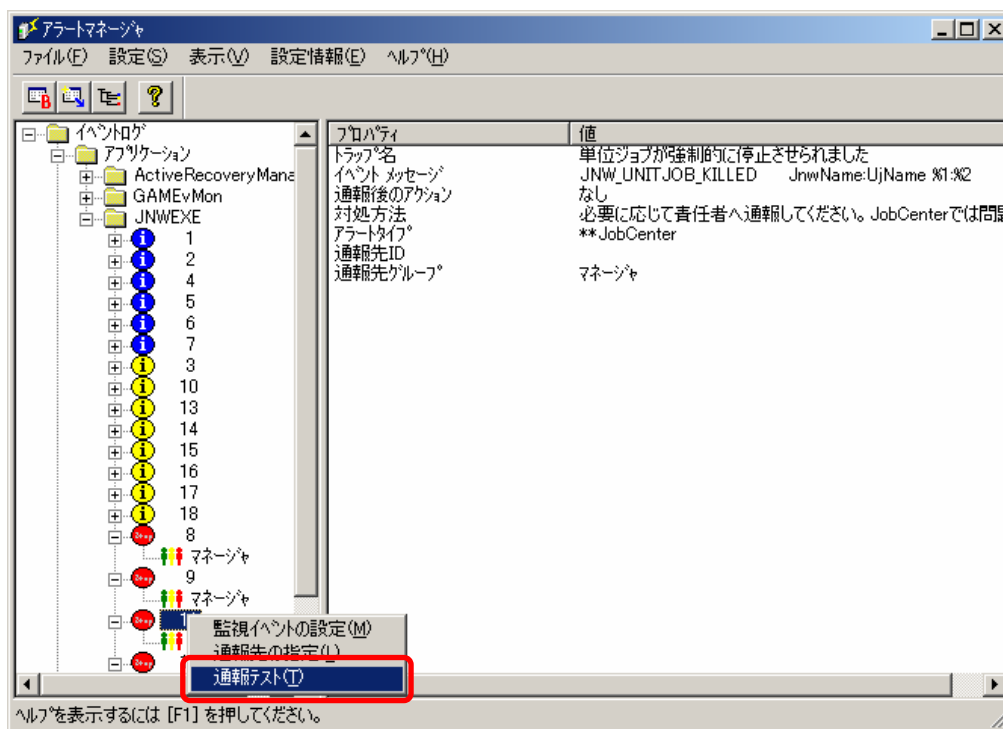 アラートマネージャ
ファイル(F) 設定(S) 表示(V) 設定情報(E) ヘルプ(H)
イベントログ
アプリケーション
ActiveRecoveryMana
GAMEvMon
JNWEXE
1
2
4
5
6
7
3
10
13
14
15
16
17
18
8
マネージャ
9
マネージャ
プロパティ 値
トラップ名 単位ジョブが強制的に停止させられました
イベント メッセージ JNW_UNITJOB_KILLED JnwName:UjName %1:%2
通報後のアクション なし
対処方法 必要に応じて責任者へ通報してください。JobCenterでは問
アラートタイプ **JobCenter
通報先ID
通報先グループ マネージャ
監視イベントの設定(M)
通報先の指定(L)
通報テスト(T)
ヘルプを表示するには [F1] を押してください。